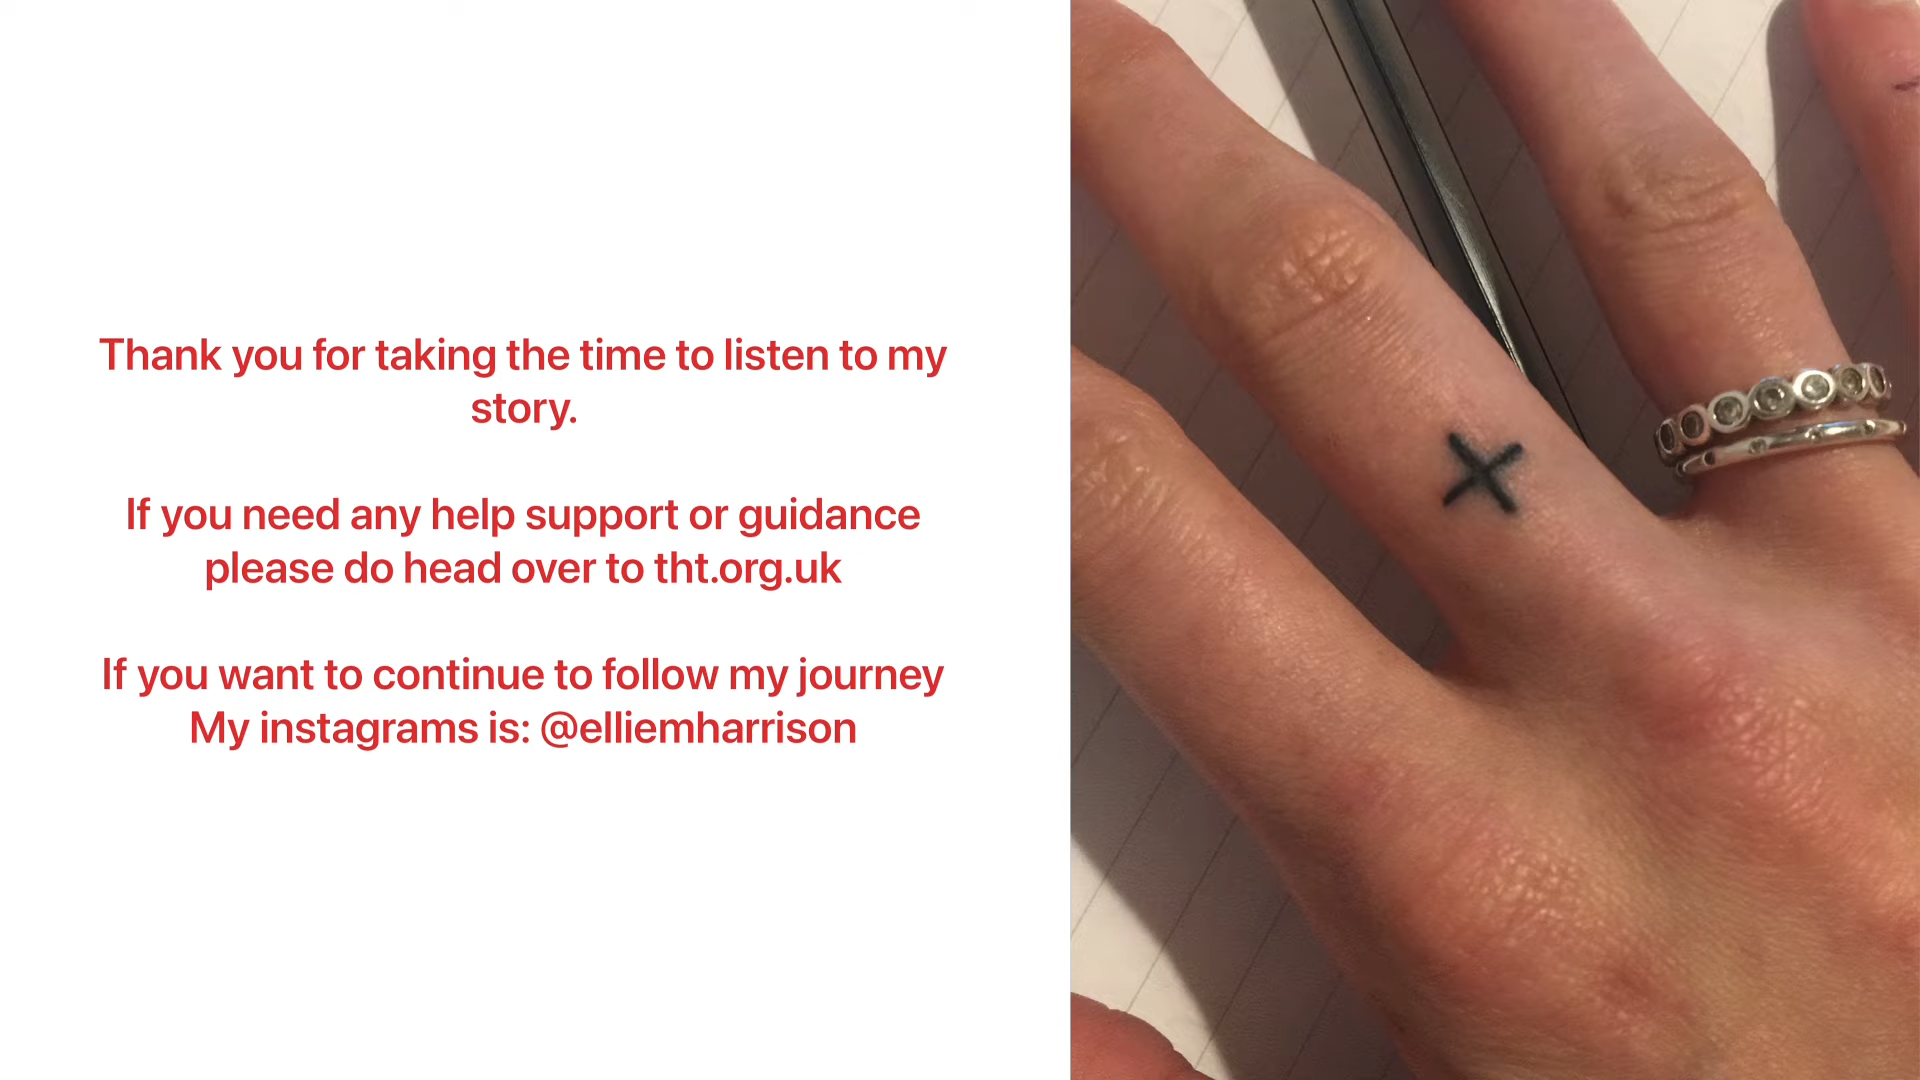 Thank you for taking the time to listen to my
story.
If you need any help support or guidance
please do head over to tht.org.uk
If you want to continue to follow my journey
My instagrams is: @elliemharrison